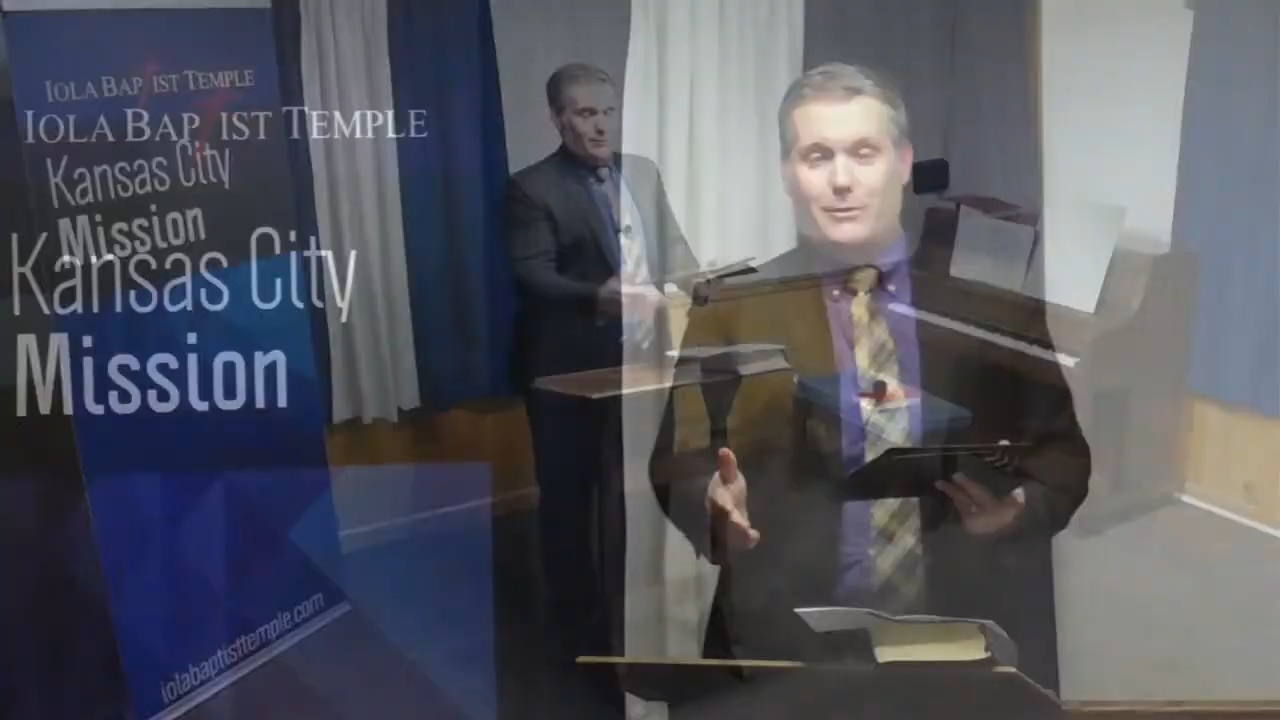 IOLA BAP IST TEMPLE
IOLA BAP IST TEMPLE
Kansas City
Mission
Kansas City
Mission
iolabaptisttemple.com